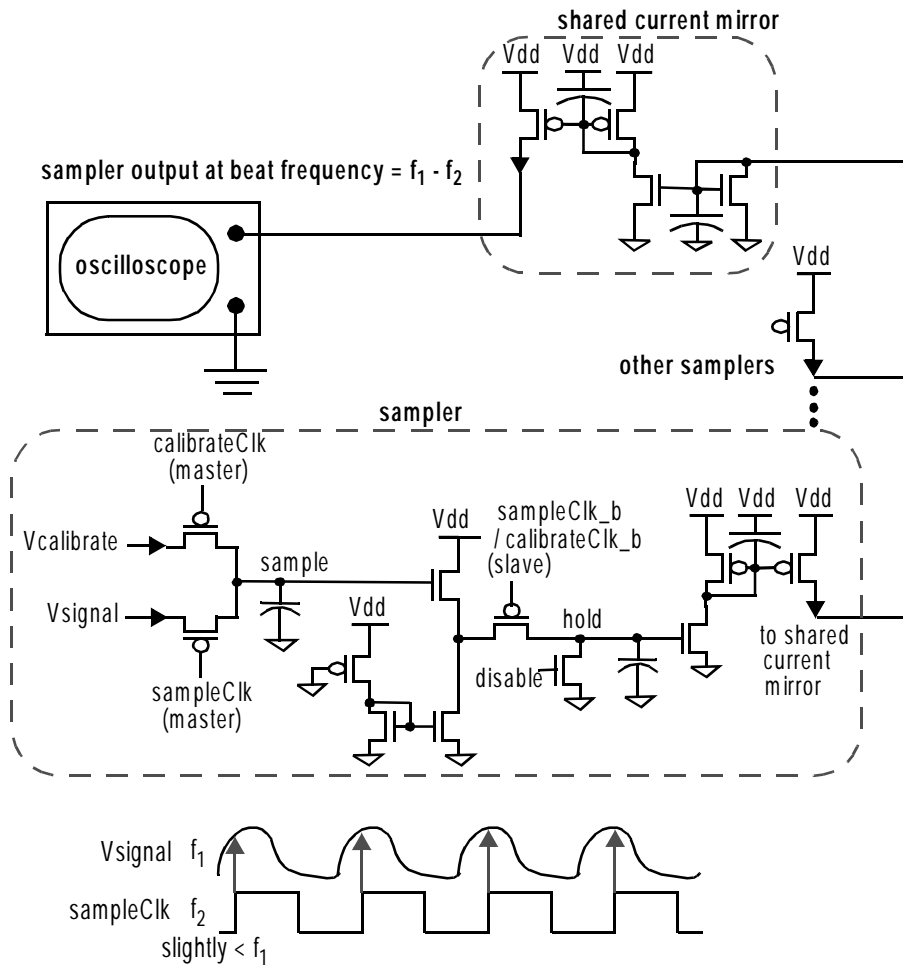 shared current mirror
Vdd Vdd Vdd
sampler output at beat frequency = f1 - f2
oscilloscope
Vdd
other samplers
sampler
calibrateClk
(master)
Vcalibrate
sample
Vsignal
sampleClk
(master)
Vdd
Vdd
sampleClk_b
/ calibrateClk_b
(slave)
hold
disable
Vdd Vdd Vdd
to shared
current
mirror
Vsignal f1
sampleClk f2
slightly < f1